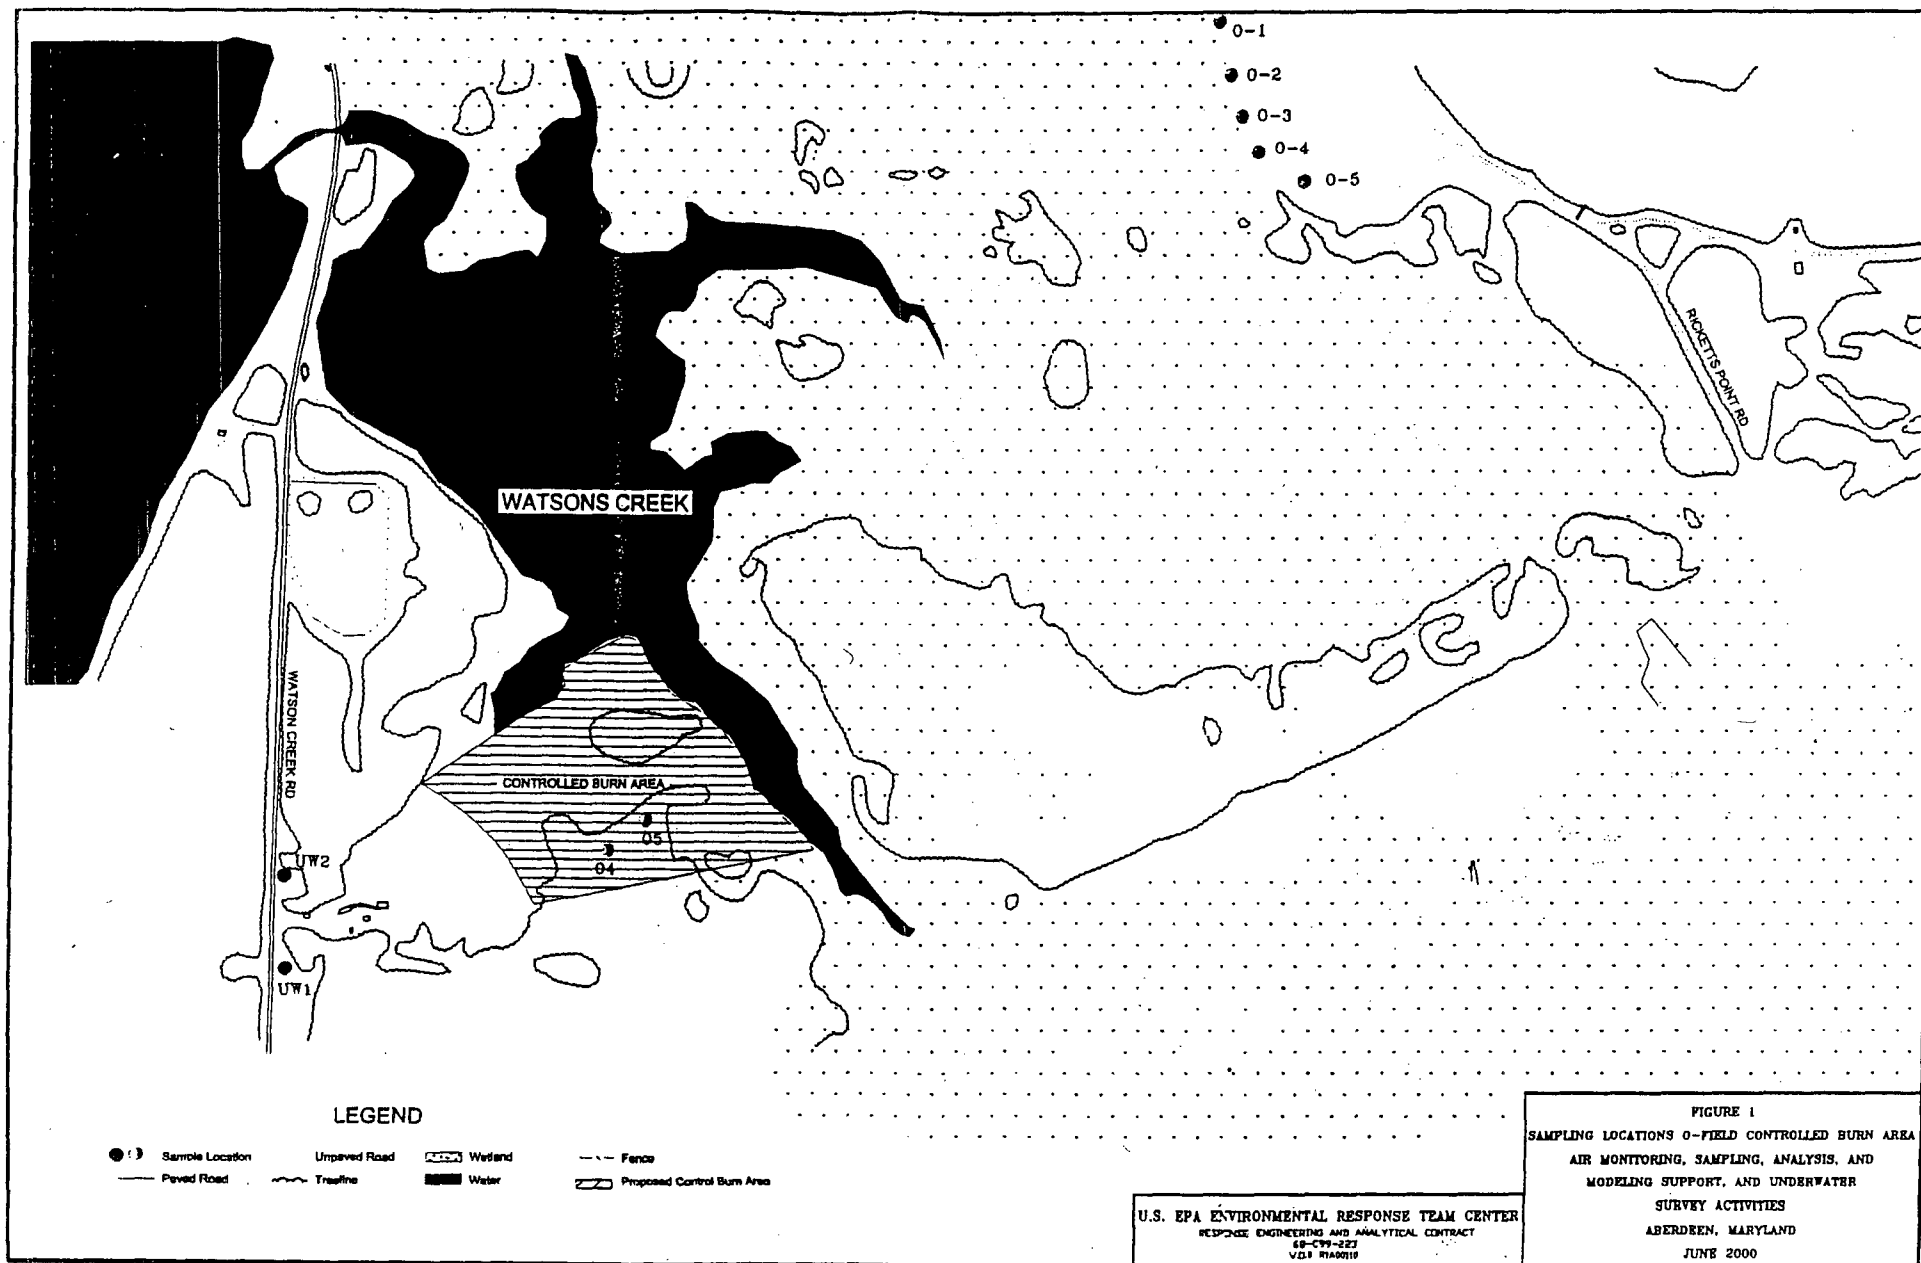 O-1
O-2
O-3
O-4
O-5
RICKETTS POINT RD
WATSONS CREEK
WATSON CREEK RD
CONTROLLED BURN AREA
05
04
UW2
UW1
LEGEND
Sample Location
Unpaved Road
Wetland
Fence
Paved Road
Treeline
Water
Proposed Control Burn Area
U.S. EPA ENVIRONMENTAL RESPONSE TEAM CENTER
RESPONSE ENGINEERING AND ANALYTICAL CONTRACT
68-C99-223
FIGURE 1
SAMPLING LOCATIONS O-FIELD CONTROLLED BURN AREA
AIR MONITORING, SAMPLING, ANALYSIS, AND
MODELING SUPPORT, AND UNDERWATER
SURVEY ACTIVITIES
ABERDEEN, MARYLAND
JUNE 2000